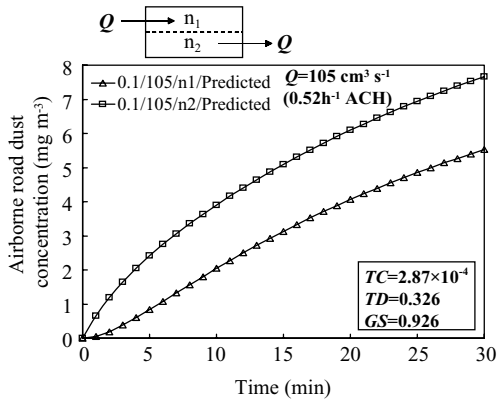 Q n₁
n₂ Q
8
0.1/105/n1/Predicted Q=105 cm³ s⁻¹
0.1/105/n2/Predicted (0.52h⁻¹ ACH)
7
6
5
4
3
2
1
0
Airborne road dust
concentration (mg m⁻³)
TC=2.87×10⁻⁴
TD=0.326
GS=0.926
0 5 10 15 20 25 30
Time (min)